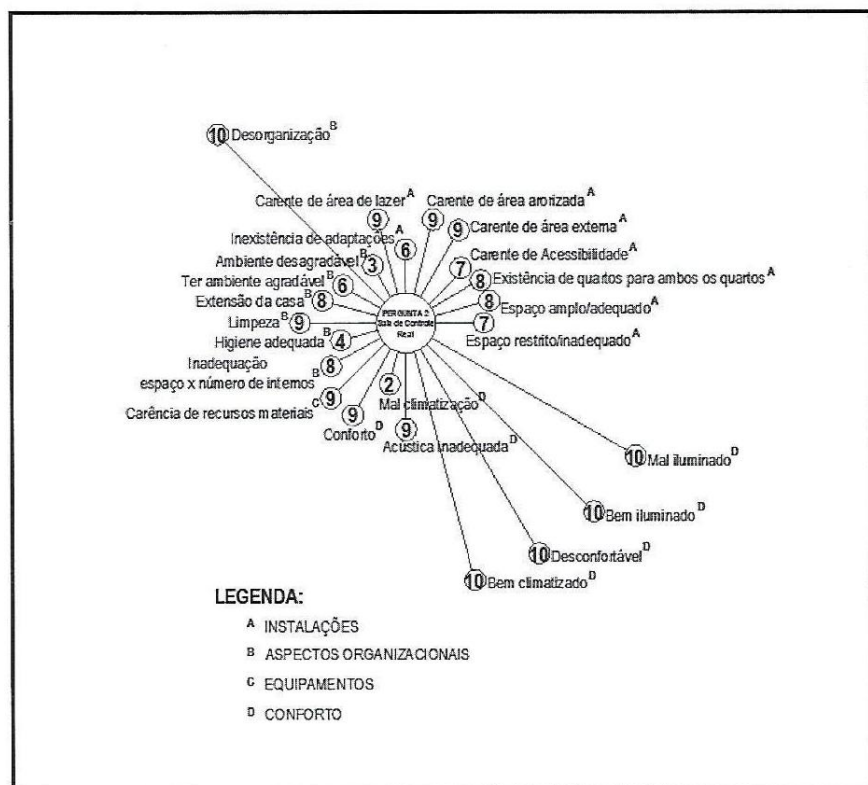 10 Desorganização B
Carente de área de lazer A
9
Carente de área arorizada A
9
9 Carente de área externa A
Inexistência de adaptações A
6
Ambiente desagradável B 3
7 Carente de Acessibilidade A
Ter ambiente agradável B 6
8 Existência de quartos para ambos os quartos A
Extensão da casa B 8
8 Espaço amplo/adequado A
Limpeza B 9
PERGUNTA 2
Sala de Controle
Real
7
Espaço restrito/inadequado A
Higiene adequada B 4
Inadequação
espaço x número de internos B 8
2
Mal climatização D
Carência de recursos materiais C 9
9
Conforto D
9
Acústica inadequada D
10 Mal iluminado D
10 Bem iluminado D
10 Desconfortável D
10 Bem climatizado D
LEGENDA:
A INSTALAÇÕES
B ASPECTOS ORGANIZACIONAIS
C EQUIPAMENTOS
D CONFORTO